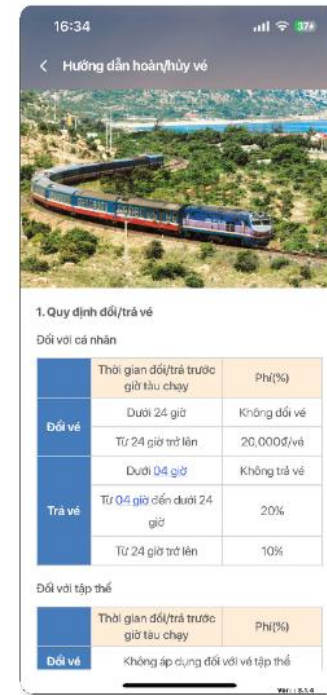 16:34
37
Hướng dẫn hoàn/hủy vé
1. Quy định đổi/trả vé
Đối với cá nhân
Thời gian đổi/trả trước
giờ tàu chạy
Phí(%)
Đổi vé
Dưới 24 giờ
Không đổi vé
Từ 24 giờ trở lên
20,000₫/vé
Trả vé
Dưới 04 giờ
Không trả vé
Từ 04 giờ đến dưới 24
giờ
20%
Từ 24 giờ trở lên
10%
Đối với tập thể
Thời gian đổi/trả trước
giờ tàu chạy
Phí(%)
Đổi vé
Không áp dụng đối với vé tập thể